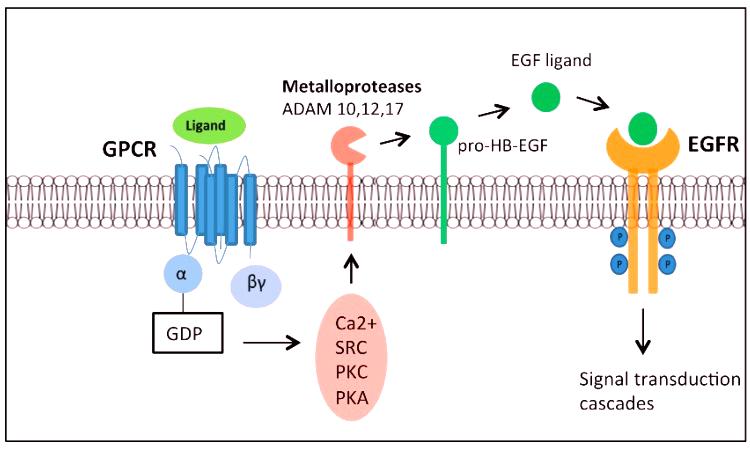 EGF ligand
Metalloproteases
ADAM 10,12,17
Ligand
GPCR
pro-HB-EGF
EGFR
P
P
P
P
α
βγ
GDP
Ca2+
SRC
PKC
PKA
Signal transduction
cascades